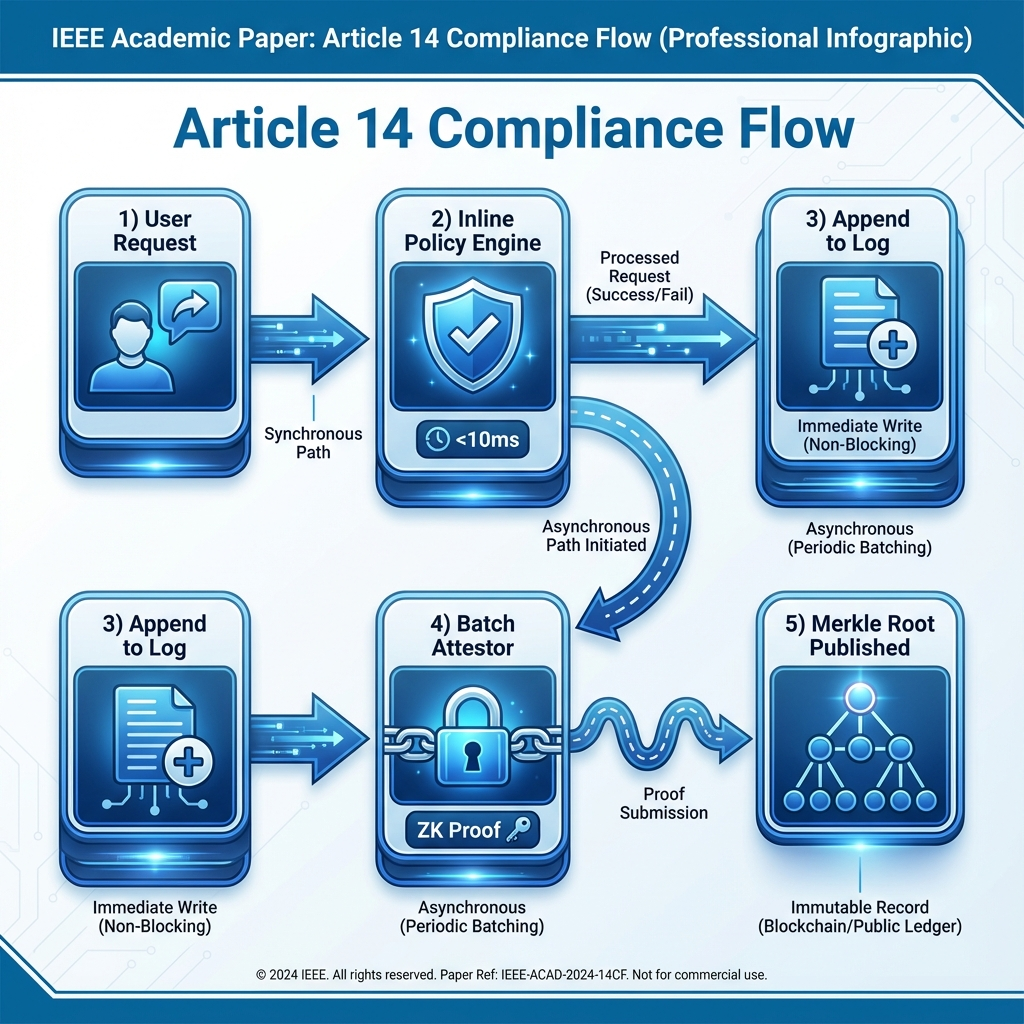 IEEE Academic Paper: Article 14 Compliance Flow (Professional Infographic)
Article 14 Compliance Flow
1) User
Request
Synchronous
Path
2) Inline
Policy Engine
<10ms
Processed
Request
(Success/Fail)
3) Append
to Log
Immediate Write
(Non-Blocking)
Asynchronous
(Periodic Batching)
Asynchronous
Path Initiated
3) Append
to Log
Immediate Write
(Non-Blocking)
4) Batch
Attestor
ZK Proof
Asynchronous
(Periodic Batching)
Proof
Submission
5) Merkle Root
Published
Immutable Record
(Blockchain/Public Ledger)
© 2024 IEEE. All rights reserved. Paper Ref: IEEE-ACAD-2024-14CF. Not for commercial use.